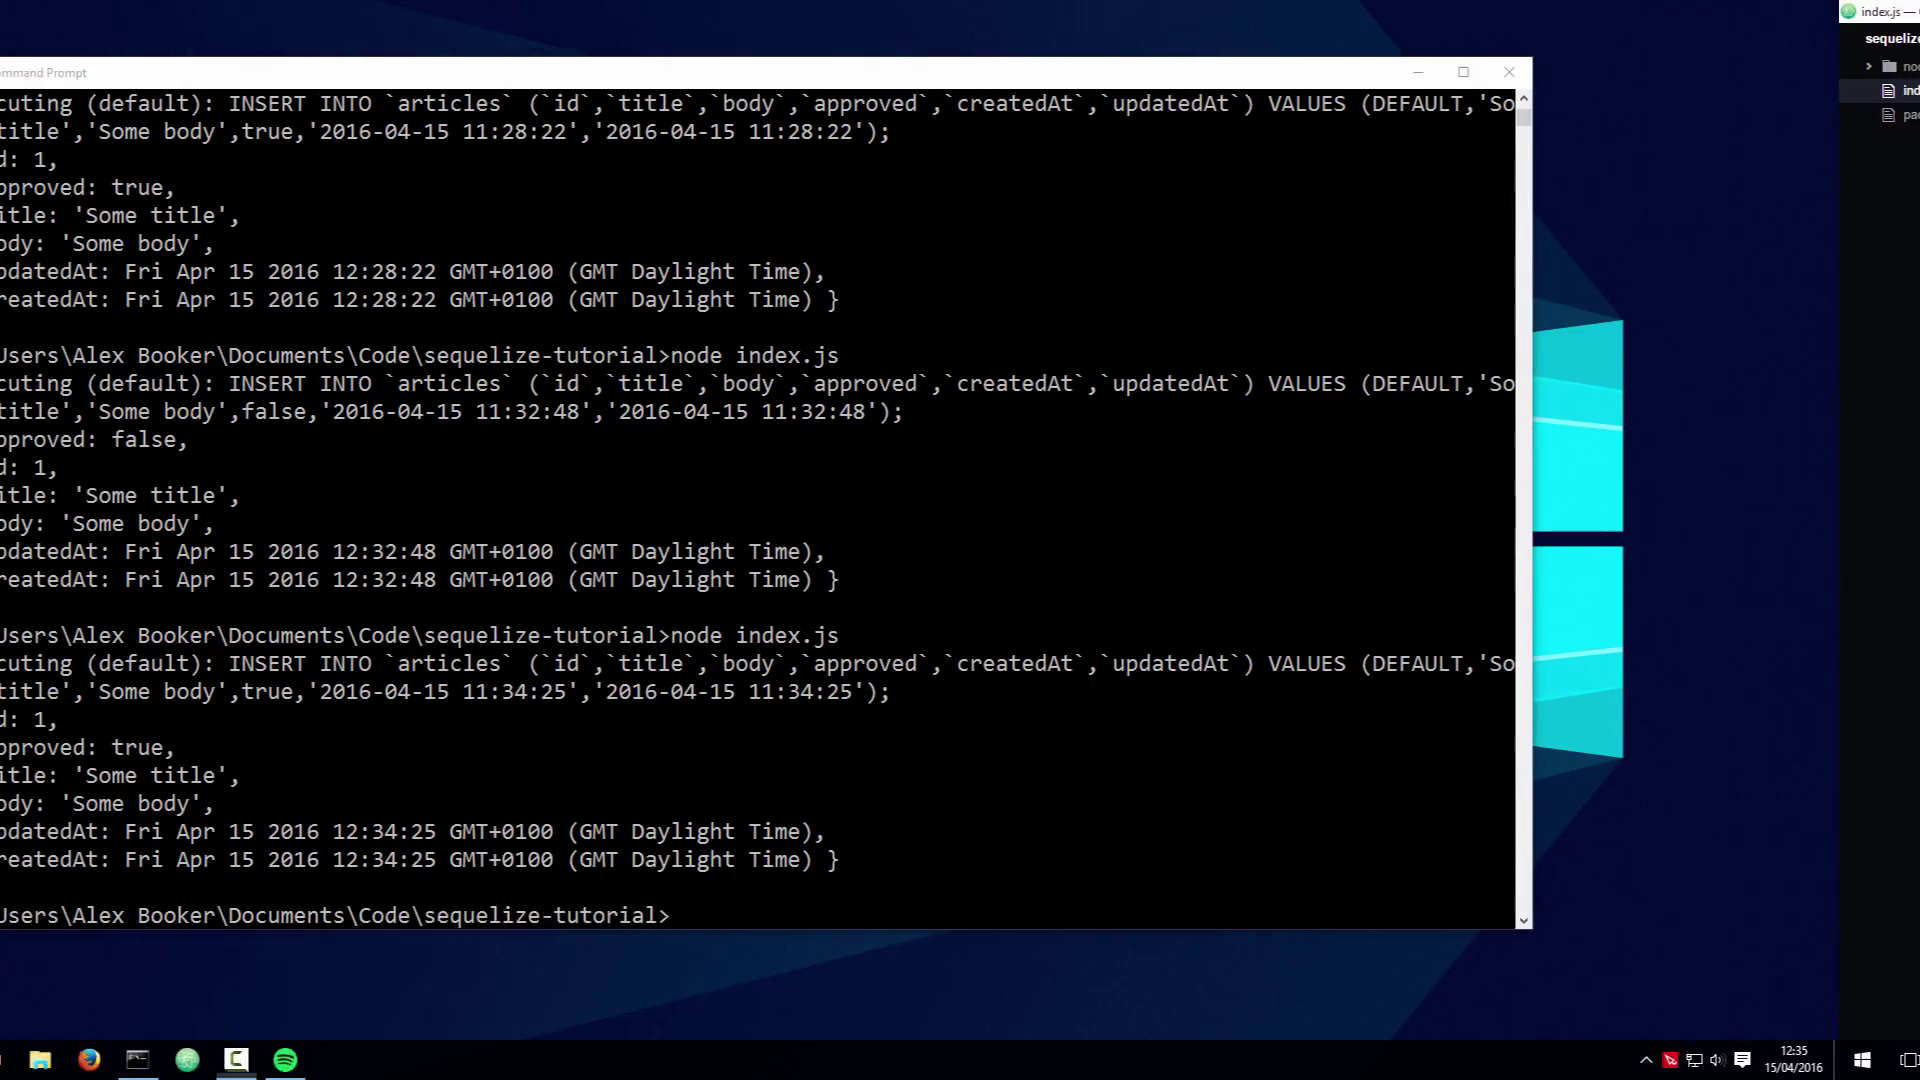 ommand Prompt
cuting (default): INSERT INTO `articles` (`id`,`title`,`body`,`approved`,`createdAt`,`updatedAt`) VALUES (DEFAULT,'So
title','Some body',true,'2016-04-15 11:28:22','2016-04-15 11:28:22');
d: 1,
pproved: true,
itle: 'Some title',
ody: 'Some body',
pdatedAt: Fri Apr 15 2016 12:28:22 GMT+0100 (GMT Daylight Time),
reatedAt: Fri Apr 15 2016 12:28:22 GMT+0100 (GMT Daylight Time) }
Users\Alex Booker\Documents\Code\sequelize-tutorial>node index.js
cuting (default): INSERT INTO `articles` (`id`,`title`,`body`,`approved`,`createdAt`,`updatedAt`) VALUES (DEFAULT,'So
title','Some body',false,'2016-04-15 11:32:48','2016-04-15 11:32:48');
pproved: false,
d: 1,
itle: 'Some title',
ody: 'Some body',
pdatedAt: Fri Apr 15 2016 12:32:48 GMT+0100 (GMT Daylight Time),
reatedAt: Fri Apr 15 2016 12:32:48 GMT+0100 (GMT Daylight Time) }
Users\Alex Booker\Documents\Code\sequelize-tutorial>node index.js
cuting (default): INSERT INTO `articles` (`id`,`title`,`body`,`approved`,`createdAt`,`updatedAt`) VALUES (DEFAULT,'So
title','Some body',true,'2016-04-15 11:34:25','2016-04-15 11:34:25');
d: 1,
pproved: true,
itle: 'Some title',
ody: 'Some body',
pdatedAt: Fri Apr 15 2016 12:34:25 GMT+0100 (GMT Daylight Time),
reatedAt: Fri Apr 15 2016 12:34:25 GMT+0100 (GMT Daylight Time) }
Users\Alex Booker\Documents\Code\sequelize-tutorial>
index.js —
sequelize
no
ind
pac
12:35
15/04/2016